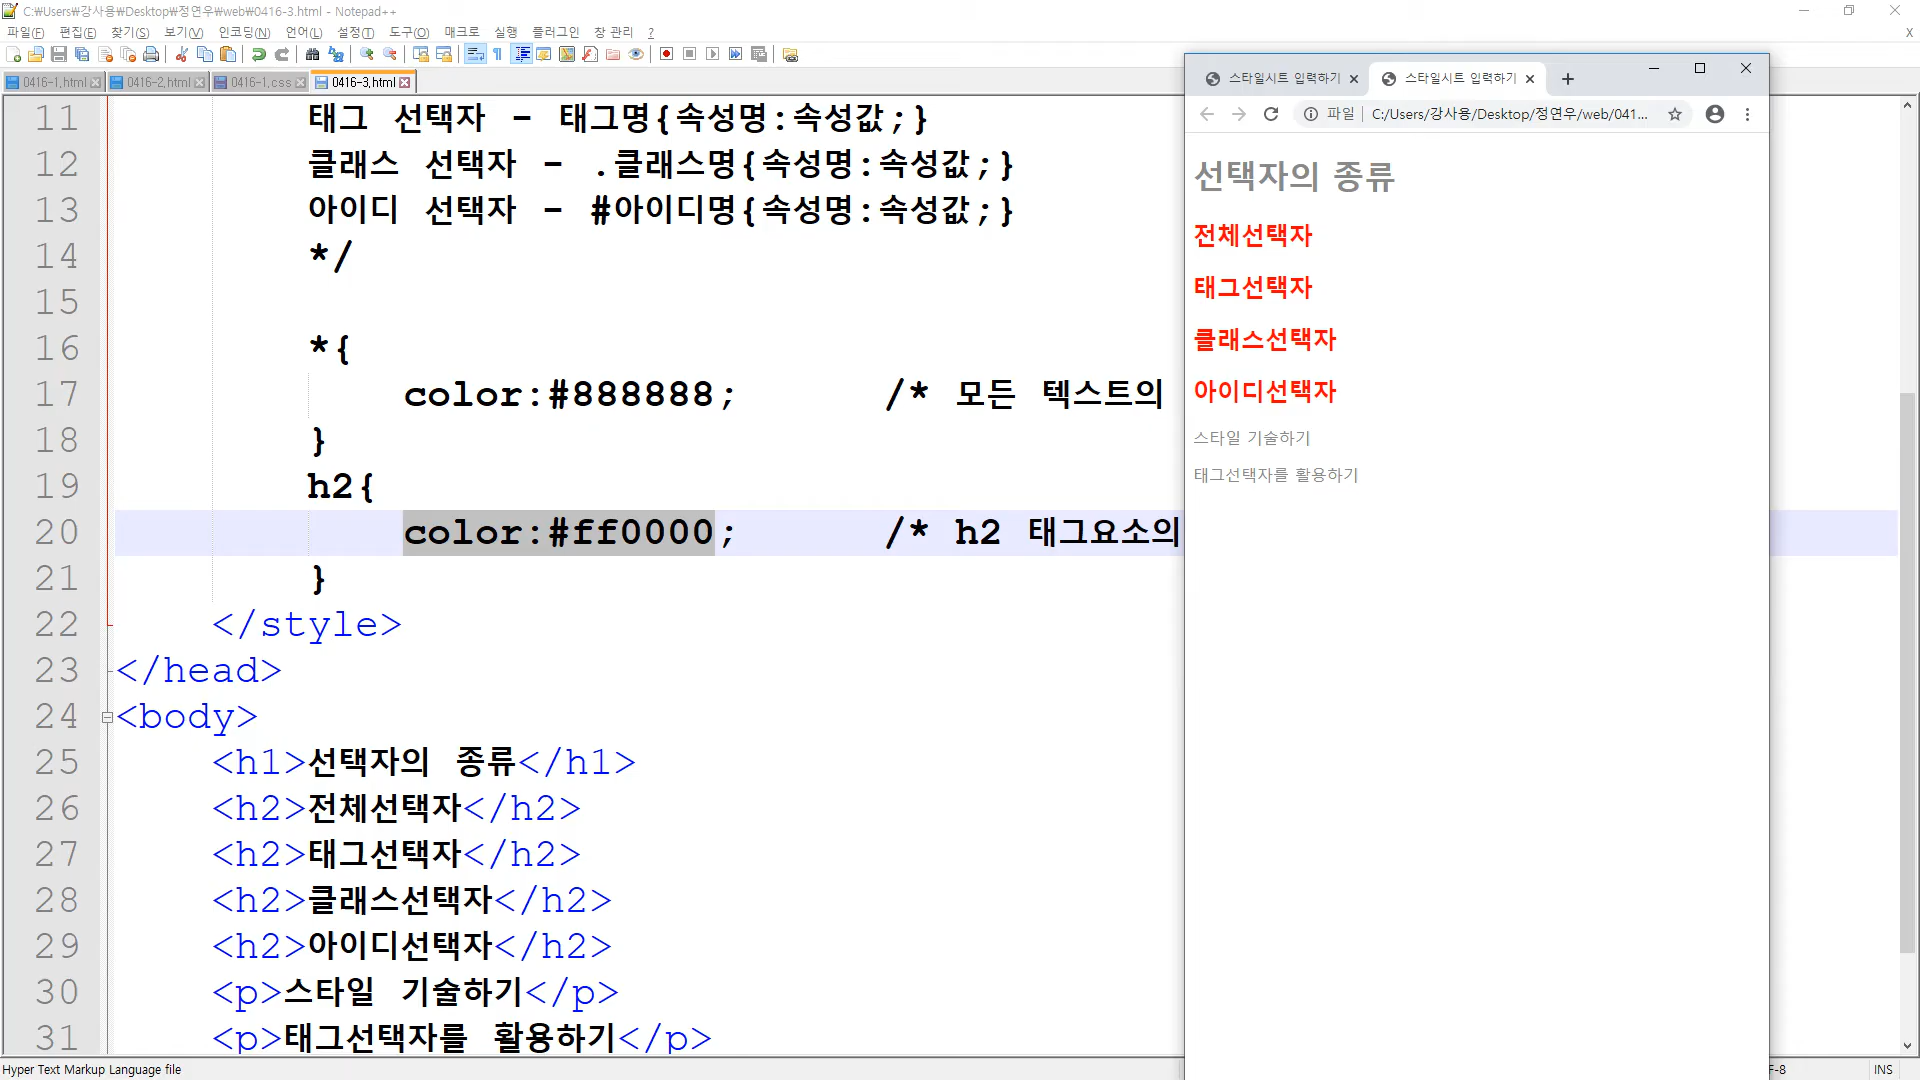 C:₩Users₩강사용₩Desktop₩정연우₩web₩0416-3.html - Notepad++
파일(F) 편집(E) 찾기(S) 보기(V) 인코딩(N) 언어(L) 설정(T) 도구(O) 매크로 실행 플러그인 창 관리 ? X
0416-1.html 0416-2.html 0416-1.css 0416-3.html
11 태그 선택자 - 태그명{속성명:속성값;}
12 클래스 선택자 - .클래스명{속성명:속성값;}
13 아이디 선택자 - #아이디명{속성명:속성값;}
14 */
15
16 *{
17 color:#888888; /* 모든 텍스트의
18 }
19 h2{
20 color:#ff0000; /* h2 태그요소의
21 }
22 </style>
23 </head>
24 <body>
25 <h1>선택자의 종류</h1>
26 <h2>전체선택자</h2>
27 <h2>태그선택자</h2>
28 <h2>클래스선택자</h2>
29 <h2>아이디선택자</h2>
30 <p>스타일 기술하기</p>
31 <p>태그선택자를 활용하기</p>
Hyper Text Markup Language file
F-8 INS
스타일시트 입력하기 스타일시트 입력하기
파일 C:/Users/강사용/Desktop/정연우/web/041...
선택자의 종류
전체선택자
태그선택자
클래스선택자
아이디선택자
스타일 기술하기
태그선택자를 활용하기